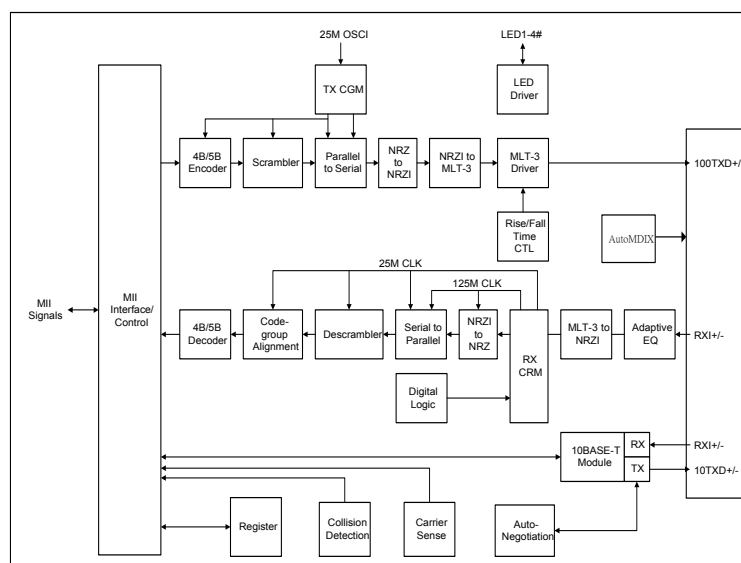 25M OSCI
LED1-4#
TX CGM
LED
Driver
4B/5B
Encoder
Scrambler
Parallel
to Serial
NRZ
to
NRZI
NRZI to
MLT-3
MLT-3
Driver
100TXD+/-
Rise/Fall
Time
CTL
AutoMDIX
25M CLK
125M CLK
MII
Signals
MII
Interface/
Control
4B/5B
Decoder
Code-
group
Alignment
Descrambler
Serial to
Parallel
NRZI
to
NRZ
RX
CRM
MLT-3 to
NRZI
Adaptive
EQ
RXI+/-
Digital
Logic
10BASE-T
Module
RX
TX
RXI+/-
10TXD+/-
Register
Collision
Detection
Carrier
Sense
Auto-
Negotiation